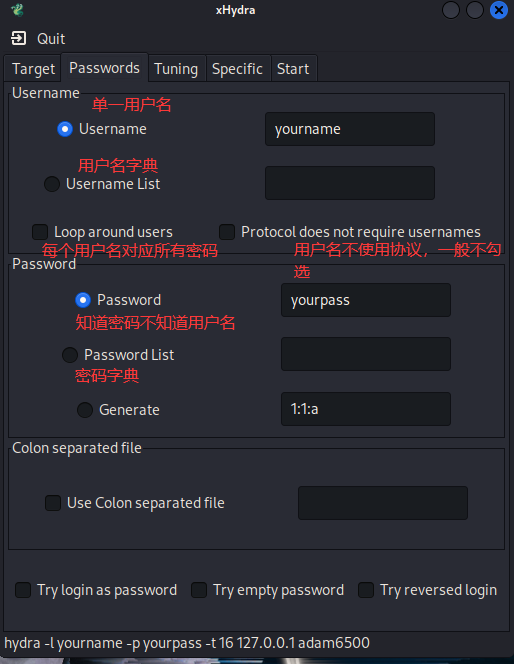 xHydra
Quit
Target Passwords Tuning Specific Start
Username
单一用户名
Username yourname
用户名字典
Username List
Loop around users Protocol does not require usernames
每个用户名对应所有密码 用户名不使用协议，一般不勾
选
Password
Password yourpass
知道密码不知道用户名
Password List
密码字典
Generate 1:1:a
Colon separated file
Use Colon separated file
Try login as password Try empty password Try reversed login
hydra -l yourname -p yourpass -t 16 127.0.0.1 adam6500